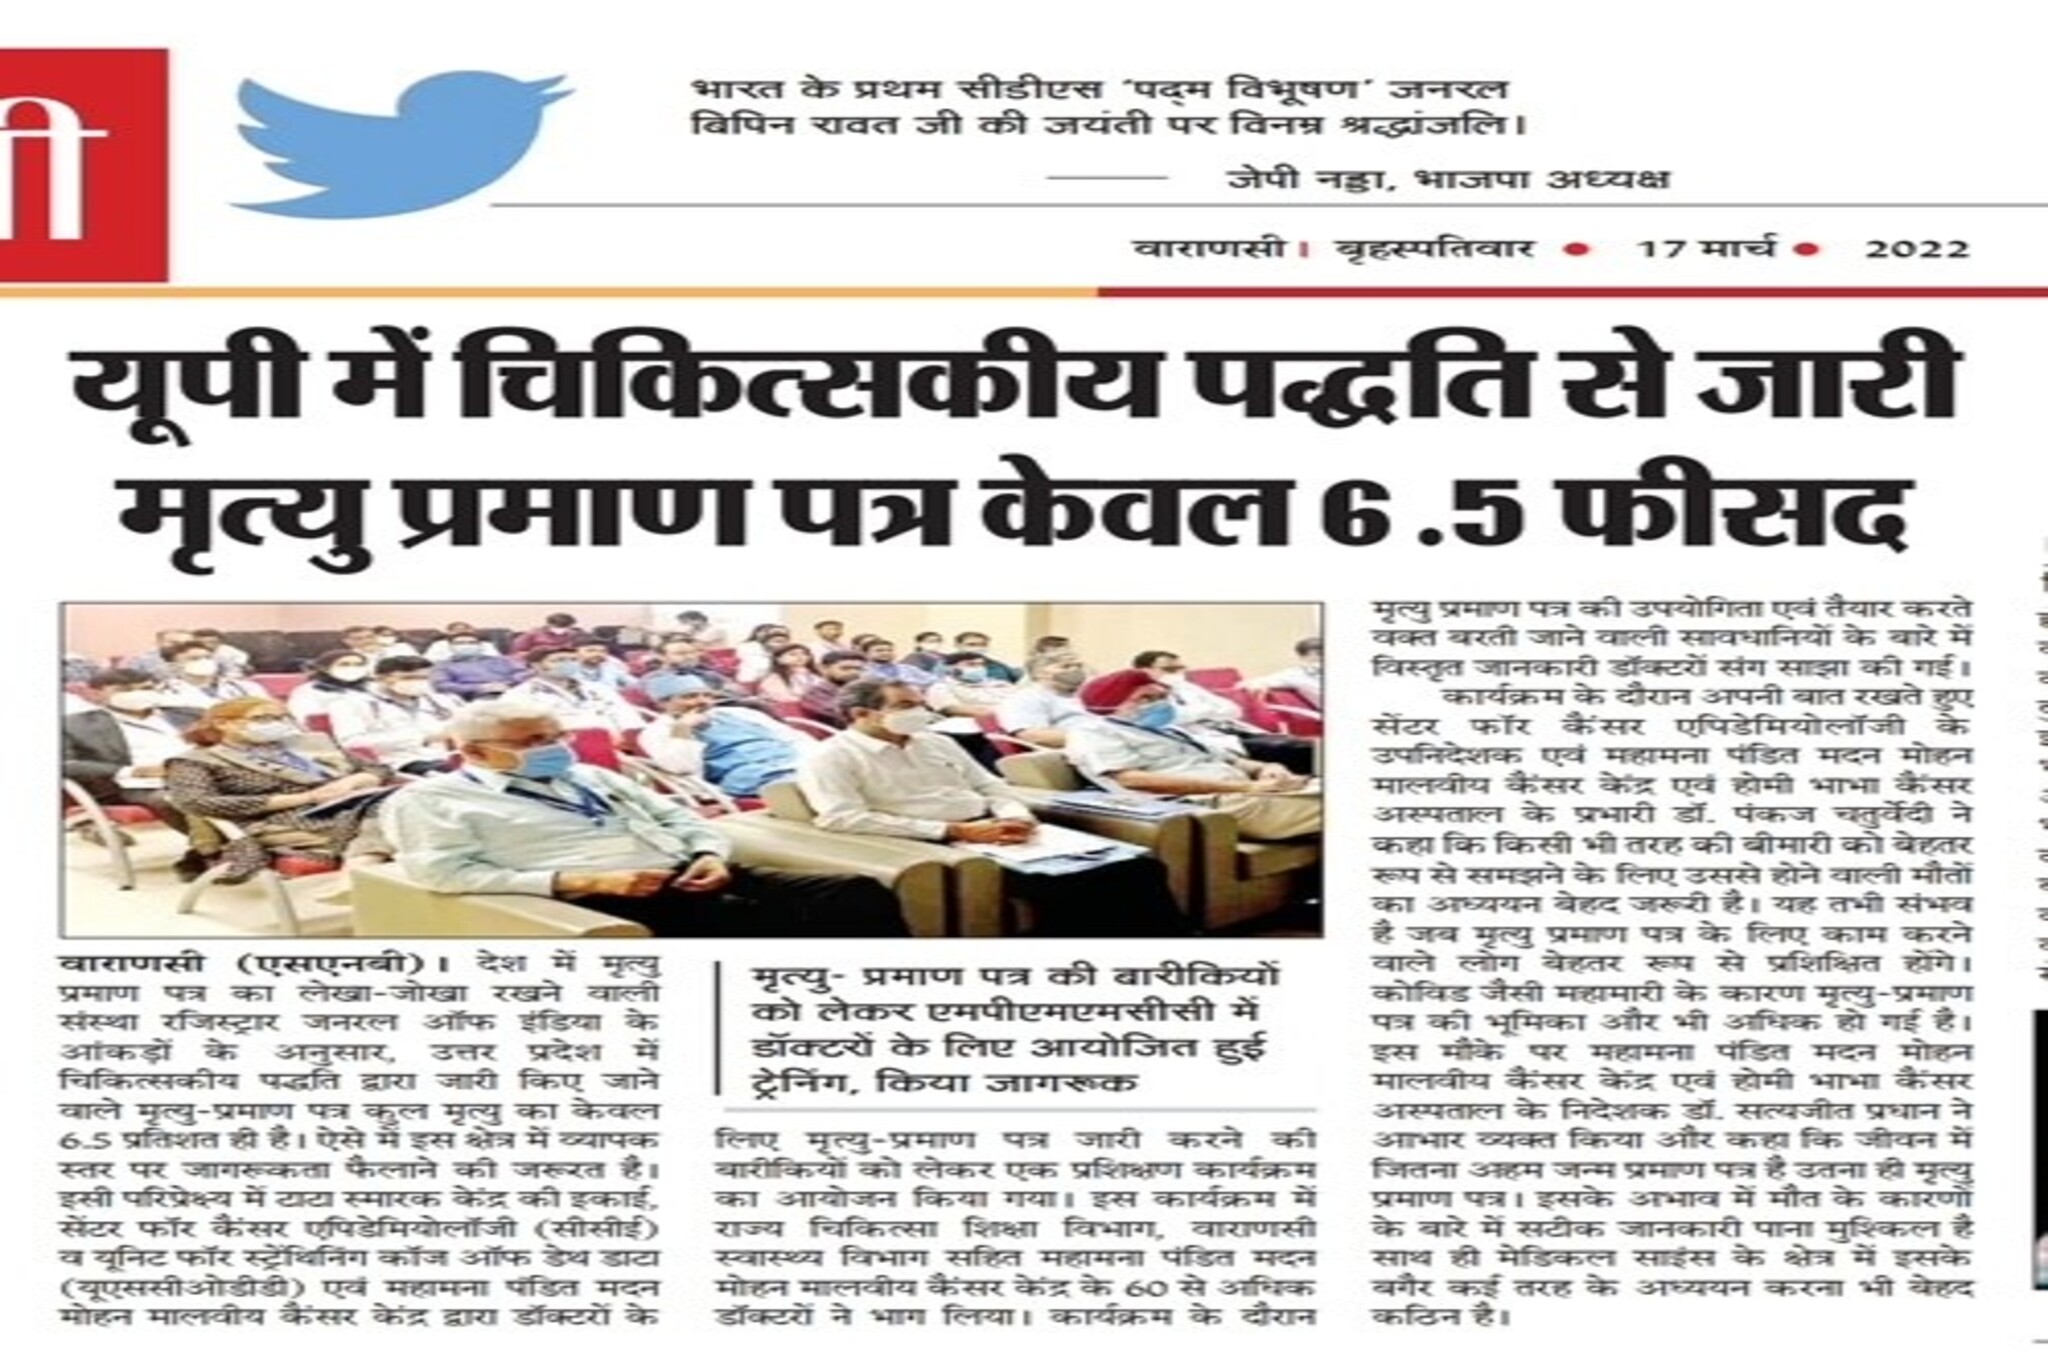 ी
भारत के प्रथम सीडीएस 'पद्म विभूषण' जनरल
बिपिन रावत जी की जयंती पर विनम्र श्रद्धांजलि।
—— जेपी नड्डा, भाजपा अध्यक्ष
वाराणसी। बृहस्पतिवार ● 17 मार्च ● 2022
यूपी में चिकित्सकीय पद्धति से जारी
मृत्यु प्रमाण पत्र केवल 6.5 फीसद
वाराणसी (एसएनबी)। देश में मृत्यु
प्रमाण पत्र का लेखा-जोखा रखने वाली
संस्था रजिस्ट्रार जनरल ऑफ इंडिया के
आंकड़ों के अनुसार, उत्तर प्रदेश में
चिकित्सकीय पद्धति द्वारा जारी किए जाने
वाले मृत्यु-प्रमाण पत्र कुल मृत्यु का केवल
6.5 प्रतिशत ही है। ऐसे में इस क्षेत्र में व्यापक
स्तर पर जागरूकता फैलाने की जरूरत है।
इसी परिप्रेक्ष्य में टाटा स्मारक केंद्र की इकाई,
सेंटर फॉर कैंसर एपिडेमियोलॉजी (सीसीई)
व यूनिट फॉर स्ट्रेंथिनिंग कॉज ऑफ डेथ डाटा
(यूएससीओडीडी) एवं महामना पंडित मदन
मोहन मालवीय कैंसर केंद्र द्वारा डॉक्टरों के
मृत्यु- प्रमाण पत्र की बारीकियों
को लेकर एमपीएमएमसीसी में
डॉक्टरों के लिए आयोजित हुई
ट्रेनिंग, किया जागरूक
लिए मृत्यु-प्रमाण पत्र जारी करने की
बारीकियों को लेकर एक प्रशिक्षण कार्यक्रम
का आयोजन किया गया। इस कार्यक्रम में
राज्य चिकित्सा शिक्षा विभाग, वाराणसी
स्वास्थ्य विभाग सहित महामना पंडित मदन
मोहन मालवीय कैंसर केंद्र के 60 से अधिक
डॉक्टरों ने भाग लिया। कार्यक्रम के दौरान
मृत्यु प्रमाण पत्र की उपयोगिता एवं तैयार करते
वक्त बरती जाने वाली सावधानियों के बारे में
विस्तृत जानकारी डॉक्टरों संग साझा की गई।
कार्यक्रम के दौरान अपनी बात रखते हुए
सेंटर फॉर कैंसर एपिडेमियोलॉजी के
उपनिदेशक एवं महामना पंडित मदन मोहन
मालवीय कैंसर केंद्र एवं होमी भाभा कैंसर
अस्पताल के प्रभारी डॉ. पंकज चतुर्वेदी ने
कहा कि किसी भी तरह की बीमारी को बेहतर
रूप से समझने के लिए उससे होने वाली मौतों
का अध्ययन बेहद जरूरी है। यह तभी संभव
है जब मृत्यु प्रमाण पत्र के लिए काम करने
वाले लोग बेहतर रूप से प्रशिक्षित होंगे।
कोविड जैसी महामारी के कारण मृत्यु-प्रमाण
पत्र की भूमिका और भी अधिक हो गई है।
इस मौके पर महामना पंडित मदन मोहन
मालवीय कैंसर केंद्र एवं होमी भाभा कैंसर
अस्पताल के निदेशक डॉ. सत्यजीत प्रधान ने
आभार व्यक्त किया और कहा कि जीवन में
जितना अहम जन्म प्रमाण पत्र है उतना ही मृत्यु
प्रमाण पत्र। इसके अभाव में मौत के कारणों
के बारे में सटीक जानकारी पाना मुश्किल है
साथ ही मेडिकल साइंस के क्षेत्र में इसके
बगैर कई तरह के अध्ययन करना भी बेहद
कठिन है।